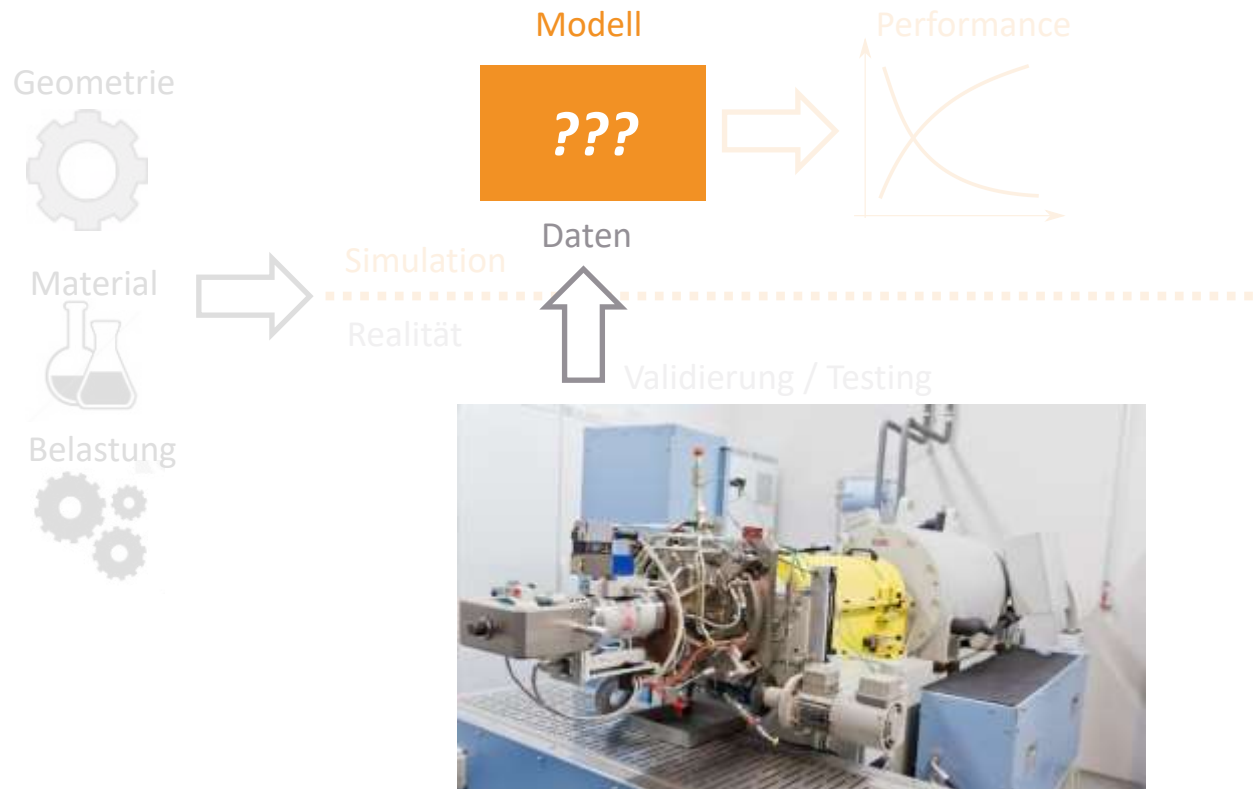 Modell
Performance
Geometrie
???
Daten
Simulation
Material
Realität
Validierung / Testing
Belastung